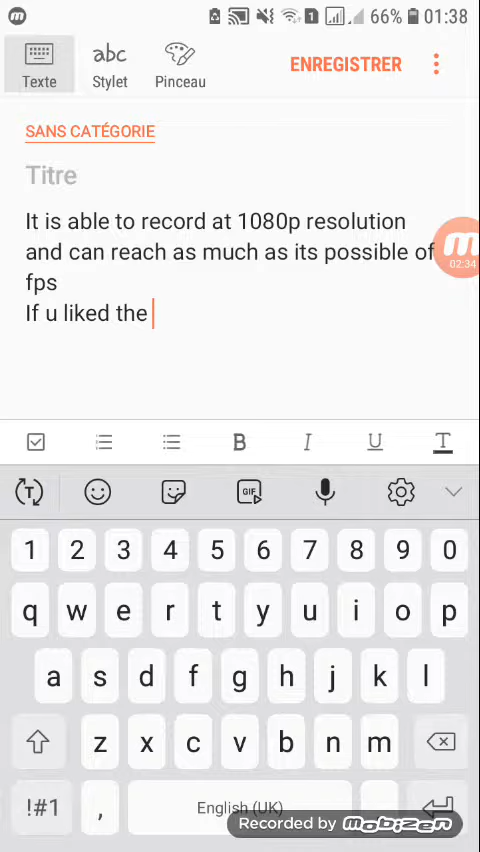 66% 01:38
Texte
abc
Stylet
Pinceau
ENREGISTRER
SANS CATÉGORIE
Titre
It is able to record at 1080p resolution
and can reach as much as its possible of
fps
If u liked the
02:34
B I U T
T GIF
1 2 3 4 5 6 7 8 9 0
q w e r t y u i o p
a s d f g h j k l
z x c v b n m
!#1 , English (UK)
Recorded by mobizen